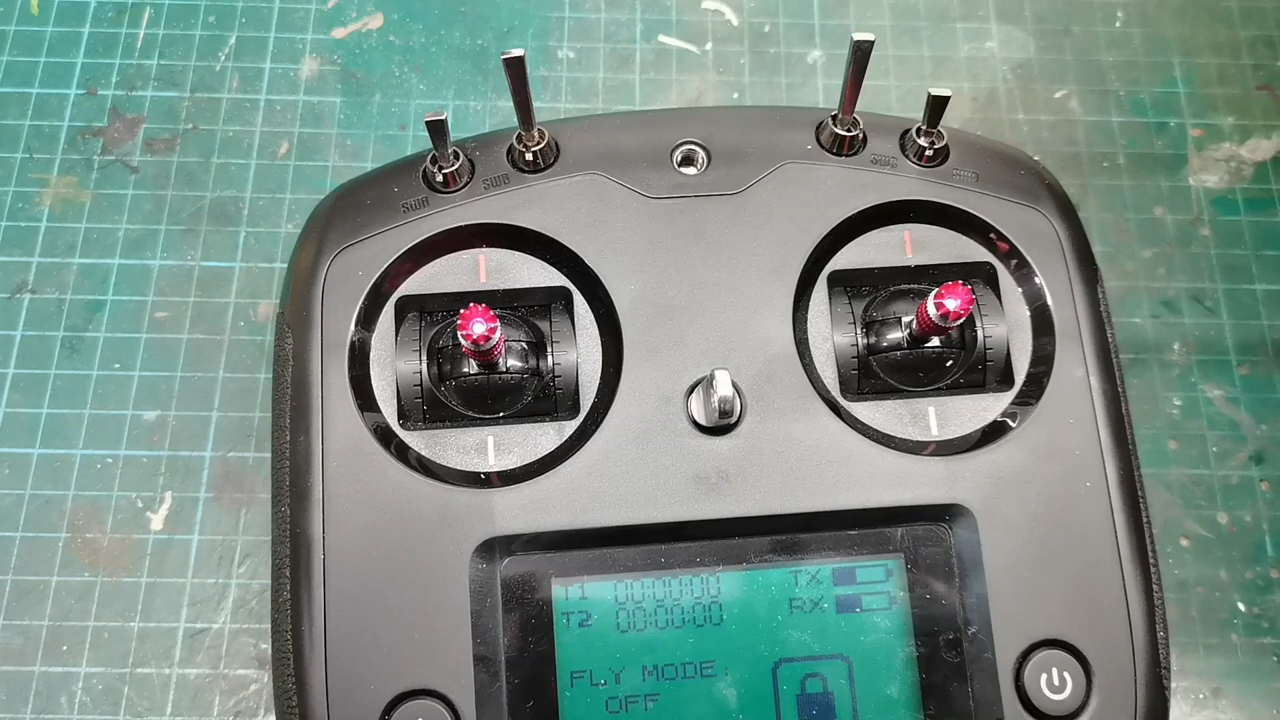 SWA
SWB
SWC
SWD
T1 00:00:00
T2 00:00:00
TX
RX
FLY MODE:
OFF